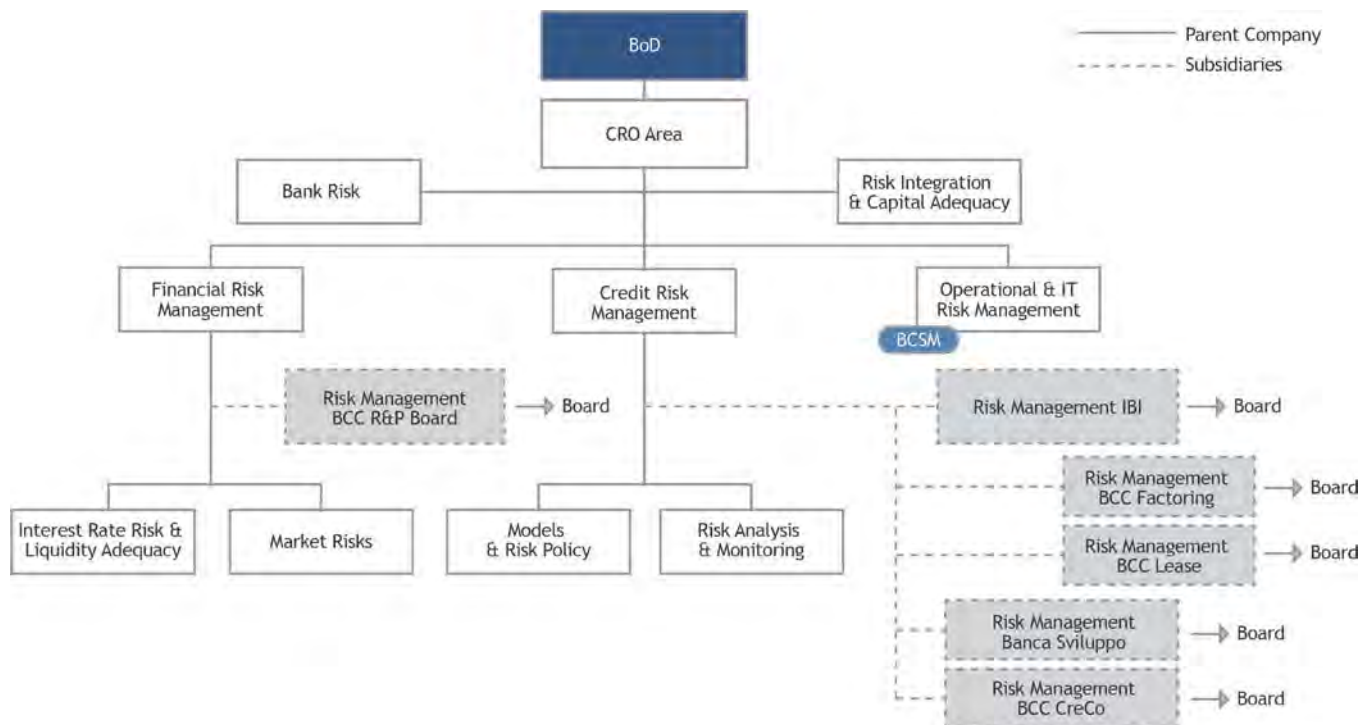 BoD
Parent Company
Subsidiaries
CRO Area
Bank Risk
Risk Integration
& Capital Adequacy
Financial Risk
Management
Credit Risk
Management
Operational & IT
Risk Management
BCSM
Risk Management
BCC R&P Board
Board
Risk Management IBI
Board
Risk Management
BCC Factoring
Board
Interest Rate Risk &
Liquidity Adequacy
Market Risks
Models
& Risk Policy
Risk Analysis
& Monitoring
Risk Management
BCC Lease
Board
Risk Management
Banca Sviluppo
Board
Risk Management
BCC CreCo
Board